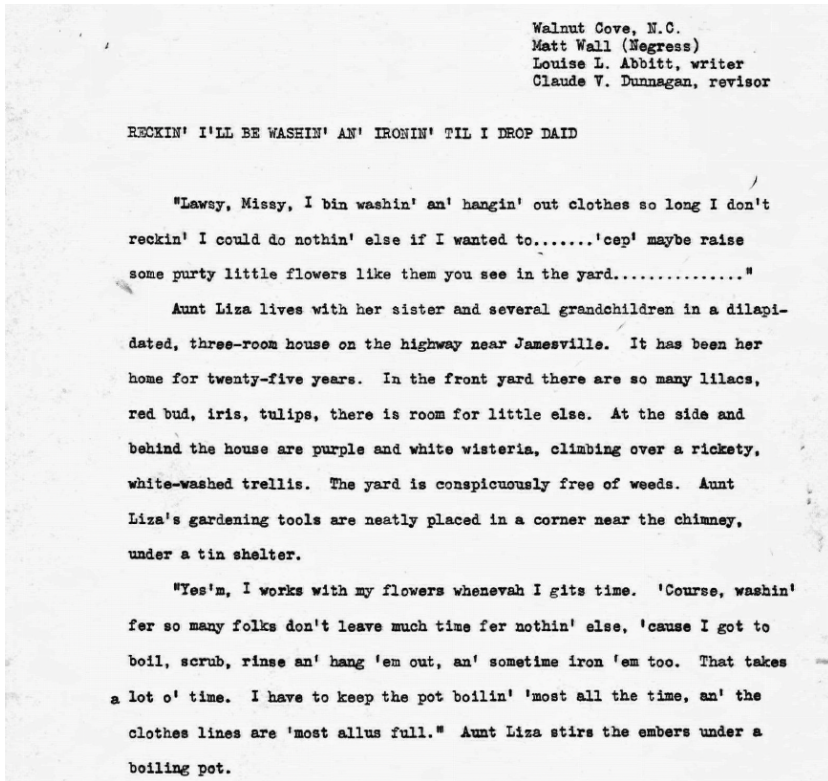 Walnut Cove, N.C.
Matt Wall (Negress)
Louise L. Abbitt, writer
Claude V. Dunnagan, revisor
RECKIN' I'LL BE WASHIN' AN' IRONIN' TIL I DROP DAID
"Lawsy, Missy, I bin washin' an' hangin' out clothes so long I don't
reckin' I could do nothin' else if I wanted to.......'cep' maybe raise
some purty little flowers like them you see in the yard..............."
Aunt Liza lives with her sister and several grandchildren in a dilapi-
dated, three-room house on the highway near Jamesville. It has been her
home for twenty-five years. In the front yard there are so many lilacs,
red bud, iris, tulips, there is room for little else. At the side and
behind the house are purple and white wisteria, climbing over a rickety,
white-washed trellis. The yard is conspicuously free of weeds. Aunt
Liza's gardening tools are neatly placed in a corner near the chimney,
under a tin shelter.
"Yes'm, I works with my flowers whenevah I gits time. 'Course, washin'
fer so many folks don't leave much time fer nothin' else, 'cause I got to
boil, scrub, rinse an' hang 'em out, an' sometime iron 'em too. That takes
a lot o' time. I have to keep the pot boilin' 'most all the time, an' the
clothes lines are 'most allus full." Aunt Liza stirs the embers under a
boiling pot.